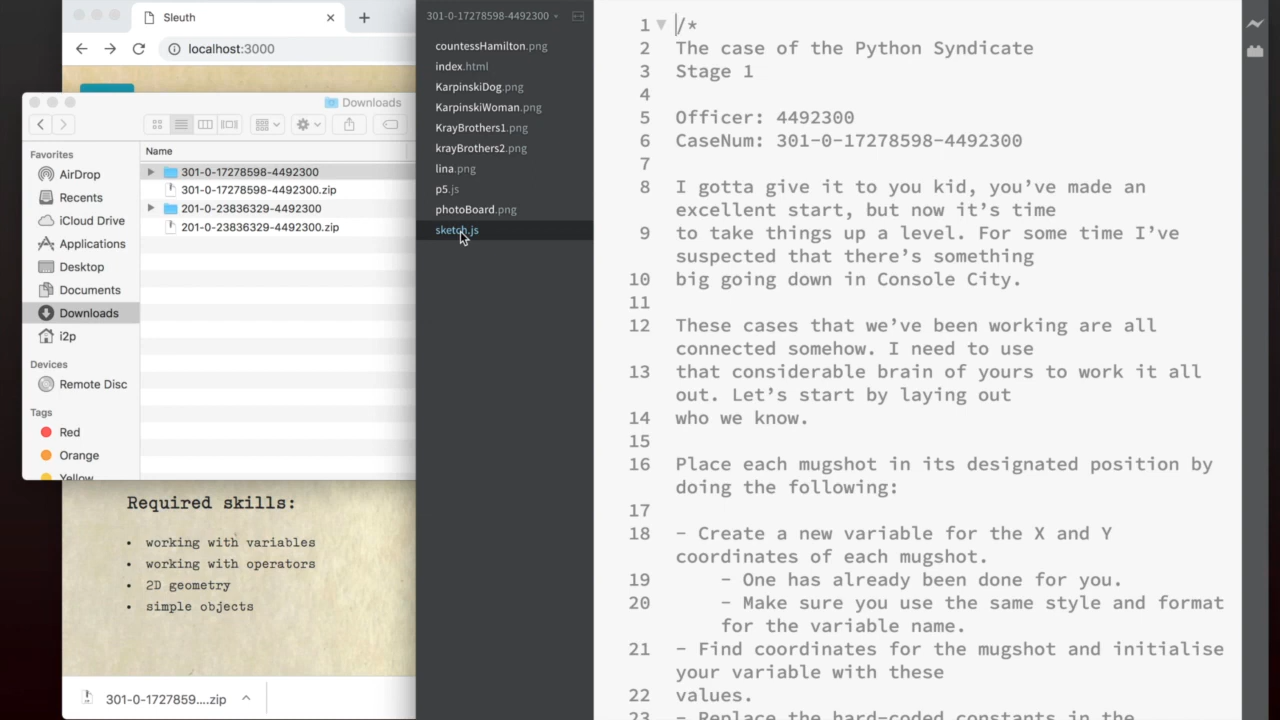 Sleuth
localhost:3000
Downloads
Favorites
AirDrop
Recents
iCloud Drive
Applications
Desktop
Documents
Downloads
i2p
Devices
Remote Disc
Tags
Red
Orange
Yellow
Name
301-0-17278598-4492300
301-0-17278598-4492300.zip
201-0-23836329-4492300
201-0-23836329-4492300.zip
Required skills:
• working with variables
• working with operators
• 2D geometry
• simple objects
301-0-1727859....zip
301-0-17278598-4492300
countessHamilton.png
index.html
KarpinskiDog.png
KarpinskiWoman.png
KrayBrothers1.png
krayBrothers2.png
lina.png
p5.js
photoBoard.png
sketch.js
1 /*
2 The case of the Python Syndicate
3 Stage 1
4
5 Officer: 4492300
6 CaseNum: 301-0-17278598-4492300
7
8 I gotta give it to you kid, you’ve made an
excellent start, but now it’s time
9 to take things up a level. For some time I’ve
suspected that there’s something
10 big going down in Console City.
11
12 These cases that we’ve been working are all
connected somehow. I need to use
13 that considerable brain of yours to work it all
out. Let’s start by laying out
14 who we know.
15
16 Place each mugshot in its designated position by
doing the following:
17
18 - Create a new variable for the X and Y
coordinates of each mugshot.
19 - One has already been done for you.
20 - Make sure you use the same style and format
for the variable name.
21 - Find coordinates for the mugshot and initialise
your variable with these
22 values.
23 - Replace the hard-coded constants in the